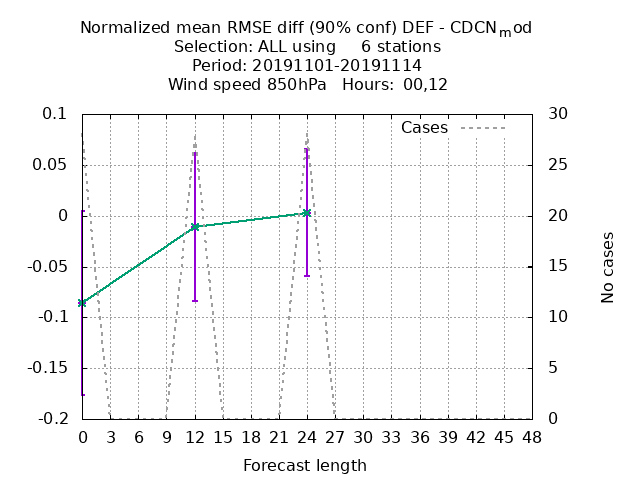 Normalized mean RMSE diff (90% conf) DEF - CDCN_mod
Selection: ALL using     6 stations
Period: 20191101-20191114
Wind speed 850hPa   Hours: 00,12
Cases
0.1
0.05
0
-0.05
-0.1
-0.15
-0.2
30
25
20
15
10
5
0
No cases
0 3 6 9 12 15 18 21 24 27 30 33 36 39 42 45 48
Forecast length